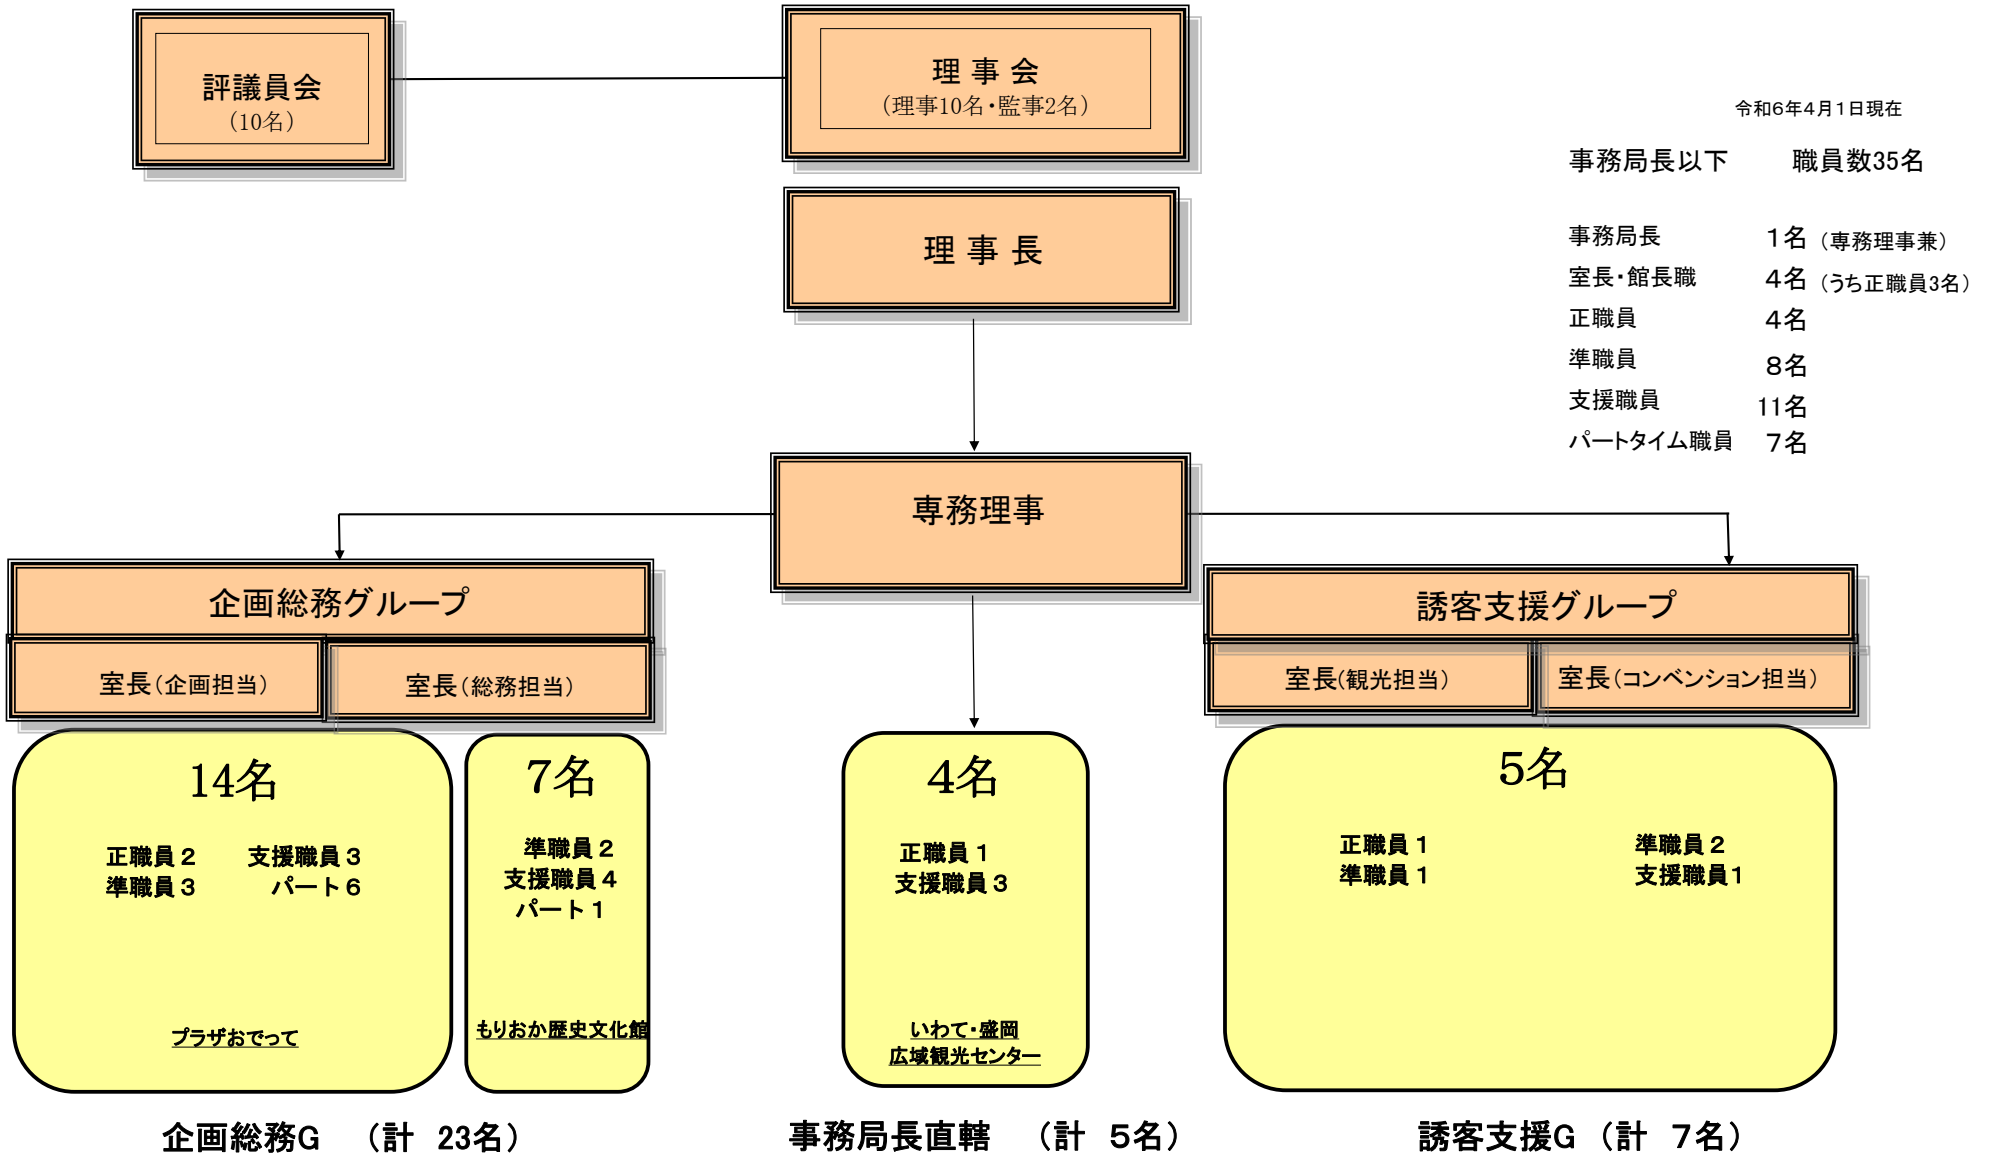 評議員会
（10名）
理 事 会
（理事10名・監事2名）
令和6年4月1日現在
事務局長以下　職員数35名
理 事 長
事務局長　1名（専務理事兼）
室長・館長職　4名（うち正職員3名）
正職員　4名
準職員　8名
支援職員　11名
パートタイム職員　7名
専務理事
企画総務グループ
室長（企画担当）
室長（総務担当）
誘客支援グループ
室長（観光担当）
室長（コンベンション担当）
14名
正職員２　支援職員３
準職員３　パート６
プラザおでって
7名
準職員２
支援職員４
パート１
もりおか歴史文化館
4名
正職員１
支援職員３
いわて・盛岡
広域観光センター
5名
正職員１　準職員２
準職員１　支援職員1
企画総務G　（計　23名）
事務局長直轄　（計　5名）
誘客支援G（計　7名）